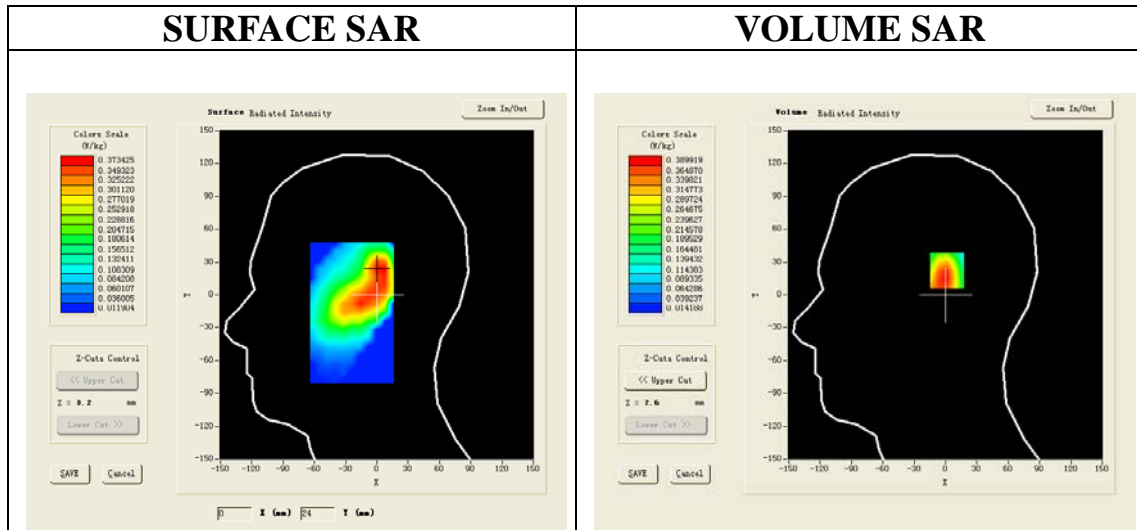 SURFACE SAR
VOLUME SAR
Surface Radiated Intensity
Zoom In/Out
Colors Scale
(W/kg)
0.373425
0.349323
0.325222
0.301120
0.277019
0.252918
0.228816
0.204715
0.180614
0.156512
0.132411
0.108309
0.084208
0.060107
0.036005
0.011904
150
120
90
60
30
0
-30
-60
-90
-120
-150
Y
-150 -120 -90 -60 -30 0 30 60 90 120 150
X
Z-Cuts Control
<< Upper Cut
Lower Cut >>
SAVE Cancel
0 X (mm) 24 Y (mm)
Volume Radiated Intensity
Zoom In/Out
Colors Scale
(W/kg)
0.389919
0.364870
0.339821
0.314773
0.289724
0.264675
0.239627
0.214578
0.189529
0.164481
0.139432
0.114383
0.089335
0.064286
0.039237
0.014188
150
120
90
60
30
0
-30
-60
-90
-120
-150
Y
-150 -120 -90 -60 -30 0 30 60 90 120 150
X
Z-Cuts Control
<< Upper Cut
Lower Cut >>
SAVE Cancel